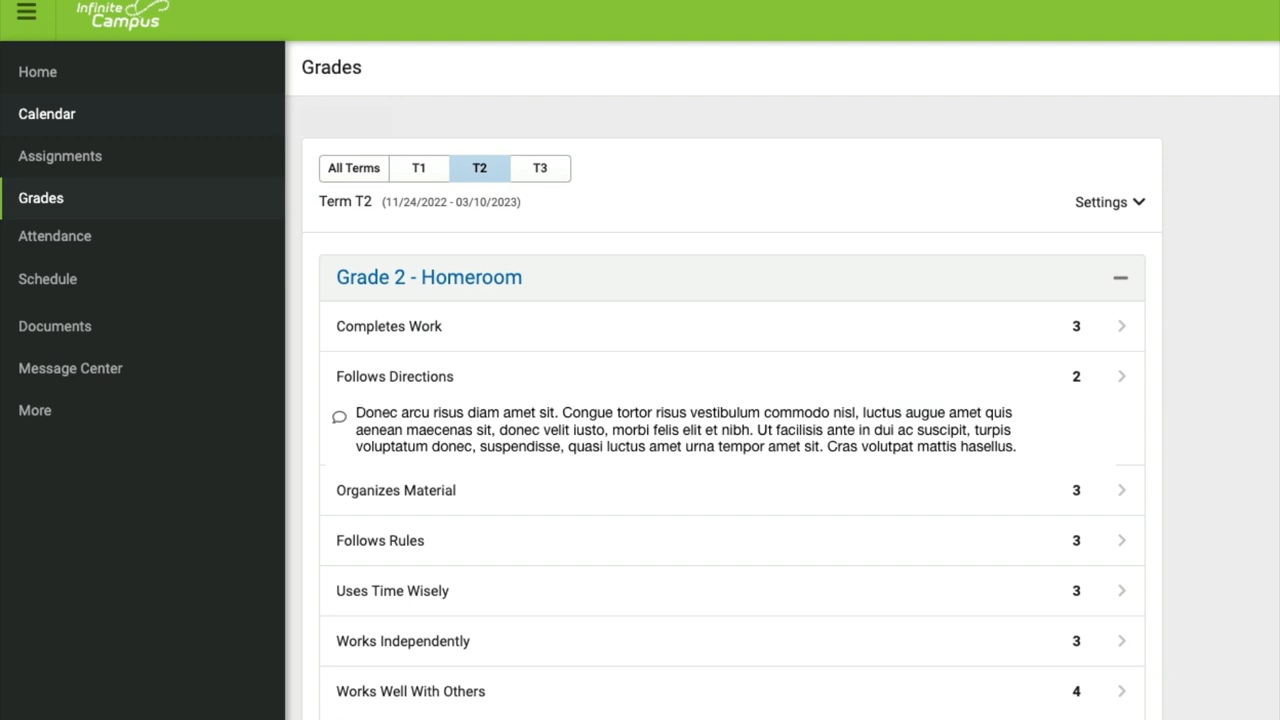 Infinite
Campus
Home
Calendar
Assignments
Grades
Attendance
Schedule
Documents
Message Center
More
Grades
All Terms T1 T2 T3
Term T2 (11/24/2022 - 03/10/2023)
Settings
Grade 2 - Homeroom
Completes Work 3
Follows Directions 2
Donec arcu risus diam amet sit. Congue tortor risus vestibulum commodo nisl, luctus augue amet quis
aenean maecenas sit, donec velit iusto, morbi felis elit et nibh. Ut facilisis ante in dui ac suscipit, turpis
voluptatum donec, suspendisse, quasi luctus amet urna tempor amet sit. Cras volutpat mattis hasellus.
Organizes Material 3
Follows Rules 3
Uses Time Wisely 3
Works Independently 3
Works Well With Others 4